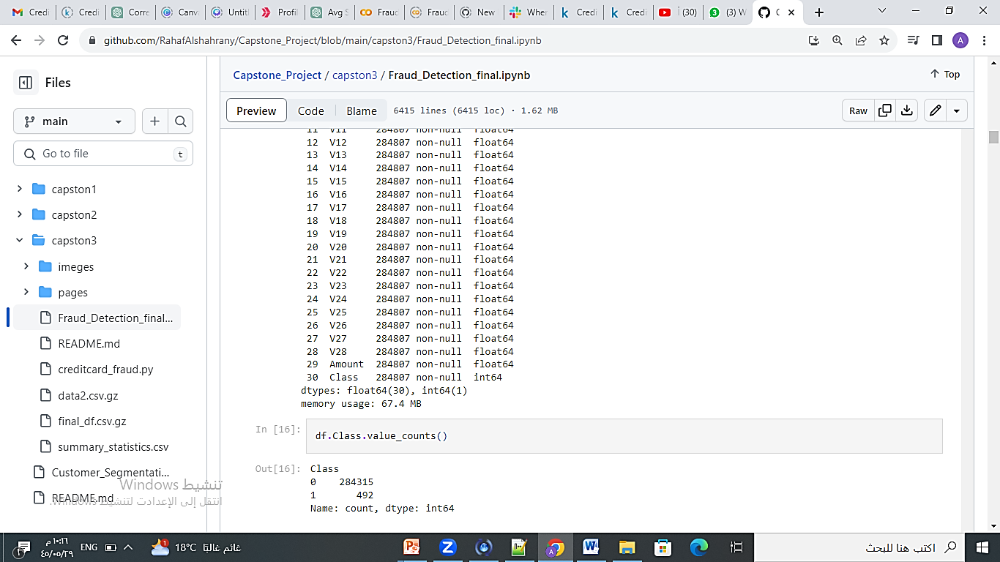 Credi
Credi
Corre
Canv
Untit
Profil
Avg S
Fraud
Fraud
New
Wher
Credi
Credi
(30)
(3) W
github.com/RahafAlshahrany/Capstone_Project/blob/main/capston3/Fraud_Detection_final.ipynb
A
Files
main
Go to file
t
capston1
capston2
capston3
imeges
pages
Fraud_Detection_final...
README.md
creditcard_fraud.py
data2.csv.gz
final_df.csv.gz
summary_statistics.csv
Customer_Segmentati...
README.md
Capstone_Project / capston3 / Fraud_Detection_final.ipynb
Top
Preview Code Blame 6415 lines (6415 loc) · 1.62 MB
Raw
11 V11 284807 non-null float64
12 V12 284807 non-null float64
13 V13 284807 non-null float64
14 V14 284807 non-null float64
15 V15 284807 non-null float64
16 V16 284807 non-null float64
17 V17 284807 non-null float64
18 V18 284807 non-null float64
19 V19 284807 non-null float64
20 V20 284807 non-null float64
21 V21 284807 non-null float64
22 V22 284807 non-null float64
23 V23 284807 non-null float64
24 V24 284807 non-null float64
25 V25 284807 non-null float64
26 V26 284807 non-null float64
27 V27 284807 non-null float64
28 V28 284807 non-null float64
29 Amount 284807 non-null float64
30 Class 284807 non-null int64
dtypes: float64(30), int64(1)
memory usage: 67.4 MB
In [16]:
df.Class.value_counts()
Out[16]:
Class
0 284315
1 492
Name: count, dtype: int64
تنشيط Windows
انتقل إلى الإعدادت لتنشيط Windows.
1
١٠:١٦ م
٤٥/٠٥/٢٩
ENG
1
18°C غائم غالبًا
A
اكتب هنا للبحث